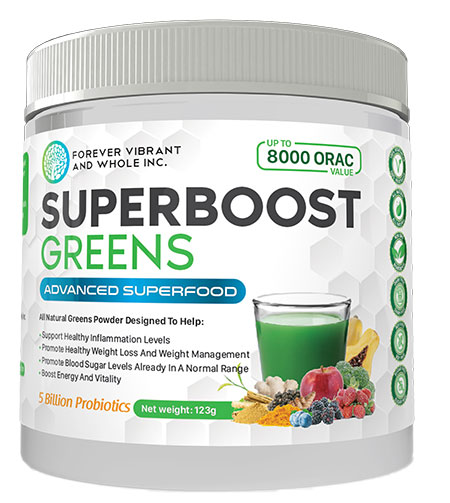 FOREVER VIBRANT
AND WHOLE INC.
UP TO
8000 ORAC
VALUE
SUPERBOOST
GREENS
ADVANCED SUPERFOOD
All Natural Greens Powder Designed To Help:
•Support Healthy Inflammation Levels
•Promote Healthy Weight Loss And Weight Management
•Promote Blood Sugar Levels Already In A Normal Range
•Boost Energy And Vitality
5 Billion Probiotics
Net weight: 123g